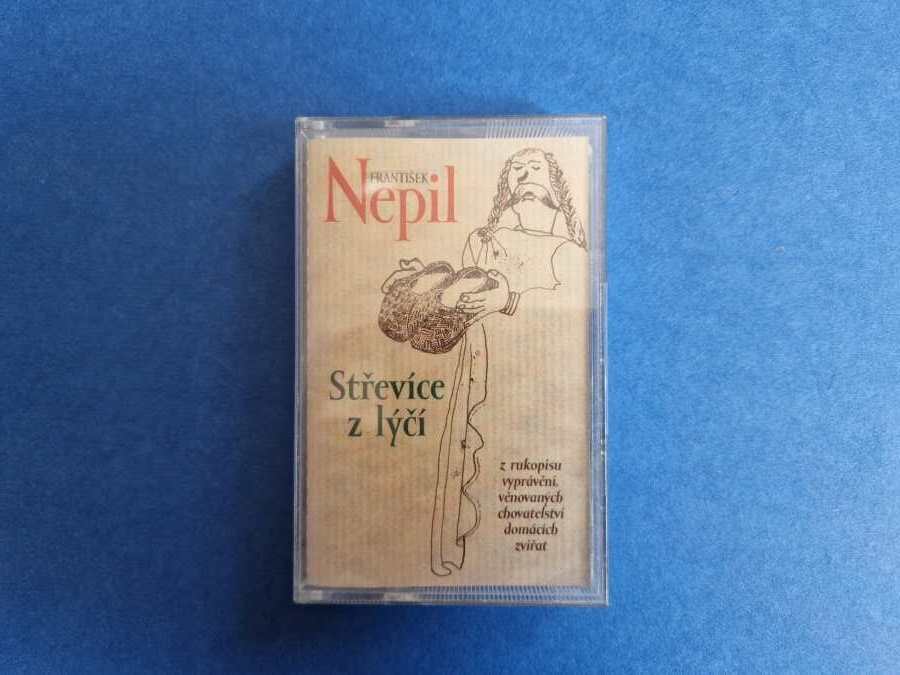 FRANTIŠEK
Nepil
Střevíce
z lýčí
z rukopisu
vyprávění,
věnovaných
chovatelství
domácích
zvířat